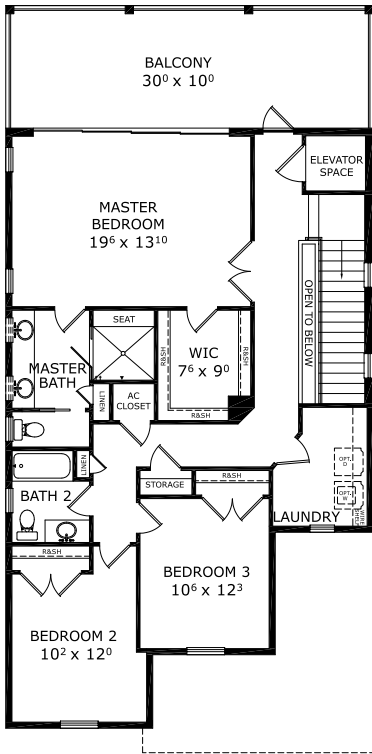 BALCONY
30⁰ x 10⁰
ELEVATOR
SPACE
MASTER
BEDROOM
19⁶ x 13¹⁰
OPEN TO BELOW
SEAT
WIC
7⁶ x 9⁰
R&SH
R&SH
R&SH
MASTER
BATH
LINEN
AC
CLOSET
LINEN
BATH 2
STORAGE
R&SH
OPT.
D
OPT.
W
LAUNDRY
R&SH
BEDROOM 3
10⁶ x 12³
BEDROOM 2
10² x 12⁰